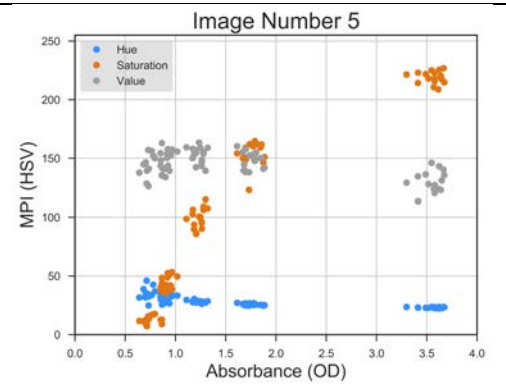 Image Number 5
Hue
Saturation
Value
250
200
150
100
50
0
MPI (HSV)
0.0 0.5 1.0 1.5 2.0 2.5 3.0 3.5 4.0
Absorbance (OD)